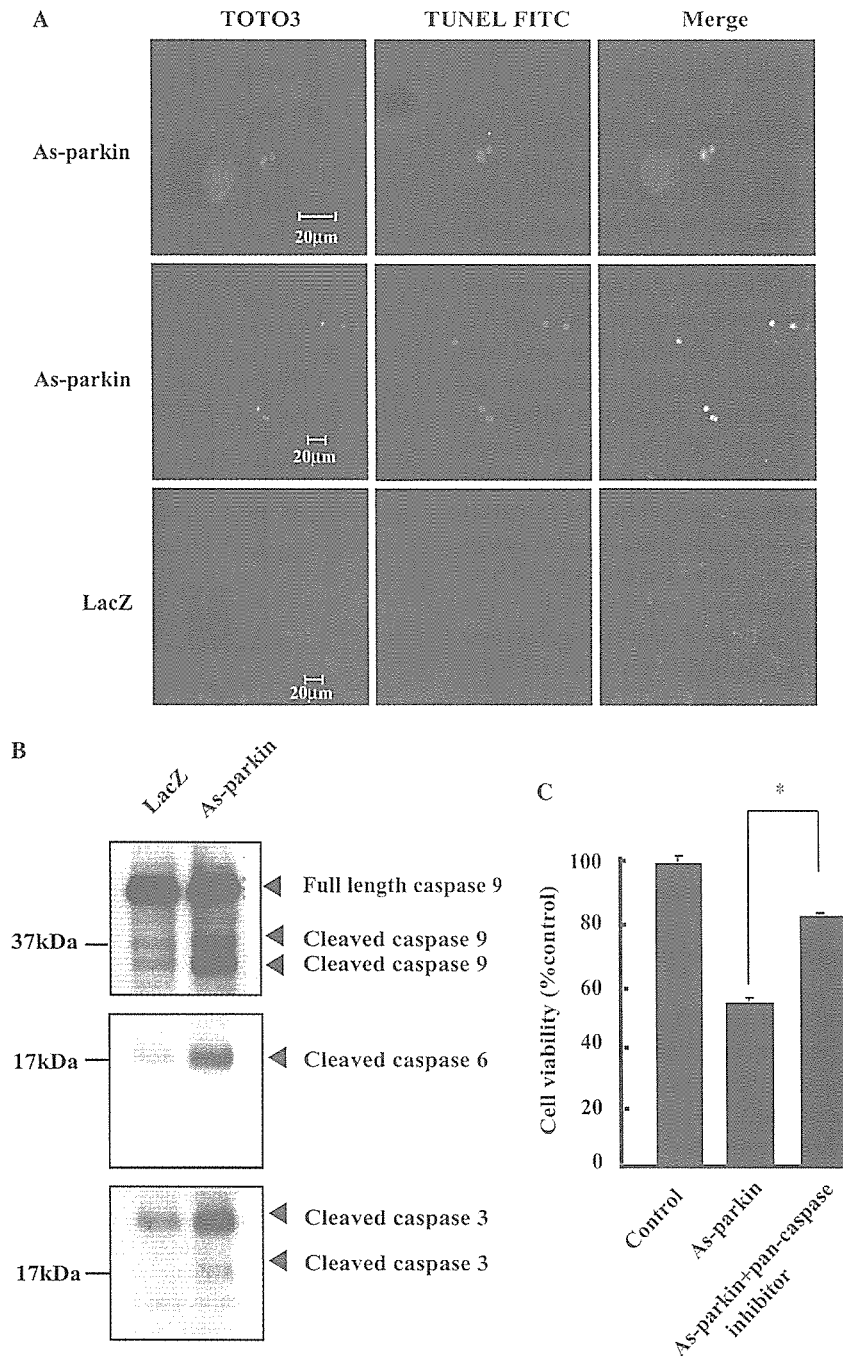 A
TOTO3 TUNEL FITC Merge
As-parkin
20µm
As-parkin
20µm
LacZ
20µm
B
LacZ As-parkin
Full length caspase 9
37kDa
Cleaved caspase 9
Cleaved caspase 9
17kDa
Cleaved caspase 6
Cleaved caspase 3
17kDa
Cleaved caspase 3
C
*
Cell viability (%control)
100
80
60
40
20
0
Control
As-parkin
As-parkin+pan-caspase
inhibitor